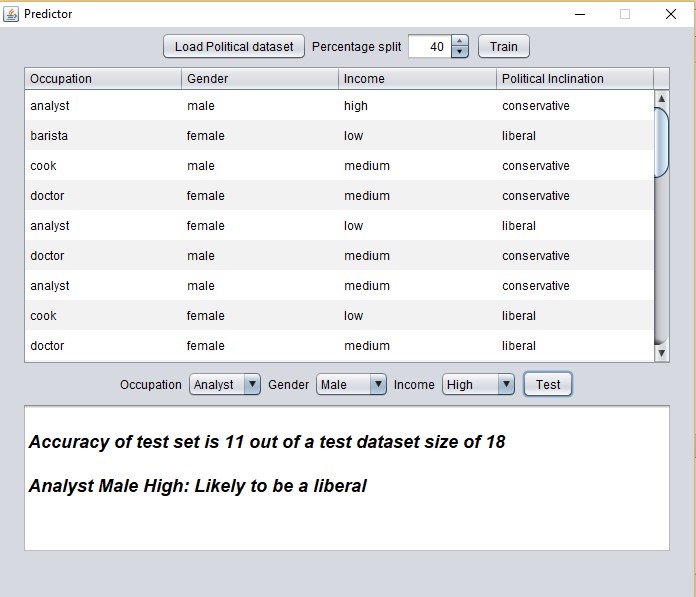 Predictor
Load Political dataset Percentage split 40 Train
Occupation Gender Income Political Inclination
analyst male high conservative
barista female low liberal
cook male medium conservative
doctor female medium conservative
analyst female low liberal
doctor male medium conservative
analyst male medium conservative
cook female low liberal
doctor female medium liberal
Occupation Analyst Gender Male Income High Test
Accuracy of test set is 11 out of a test dataset size of 18
Analyst Male High: Likely to be a liberal